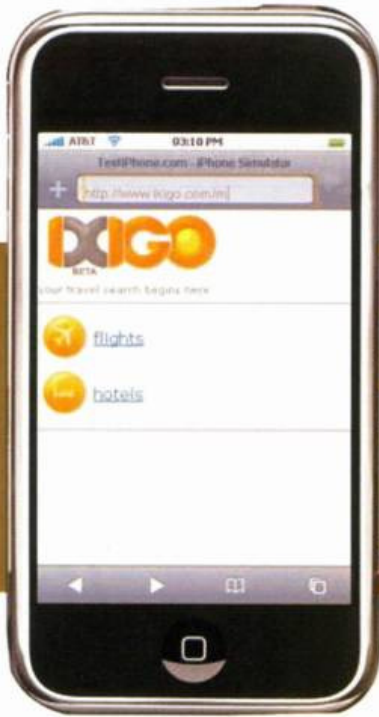 AT&T 03:10 PM
TestiPhone.com - iPhone Simulator
http://www.ixigo.com/m
IXIGO
BETA
your travel search begins here
flights
hotels